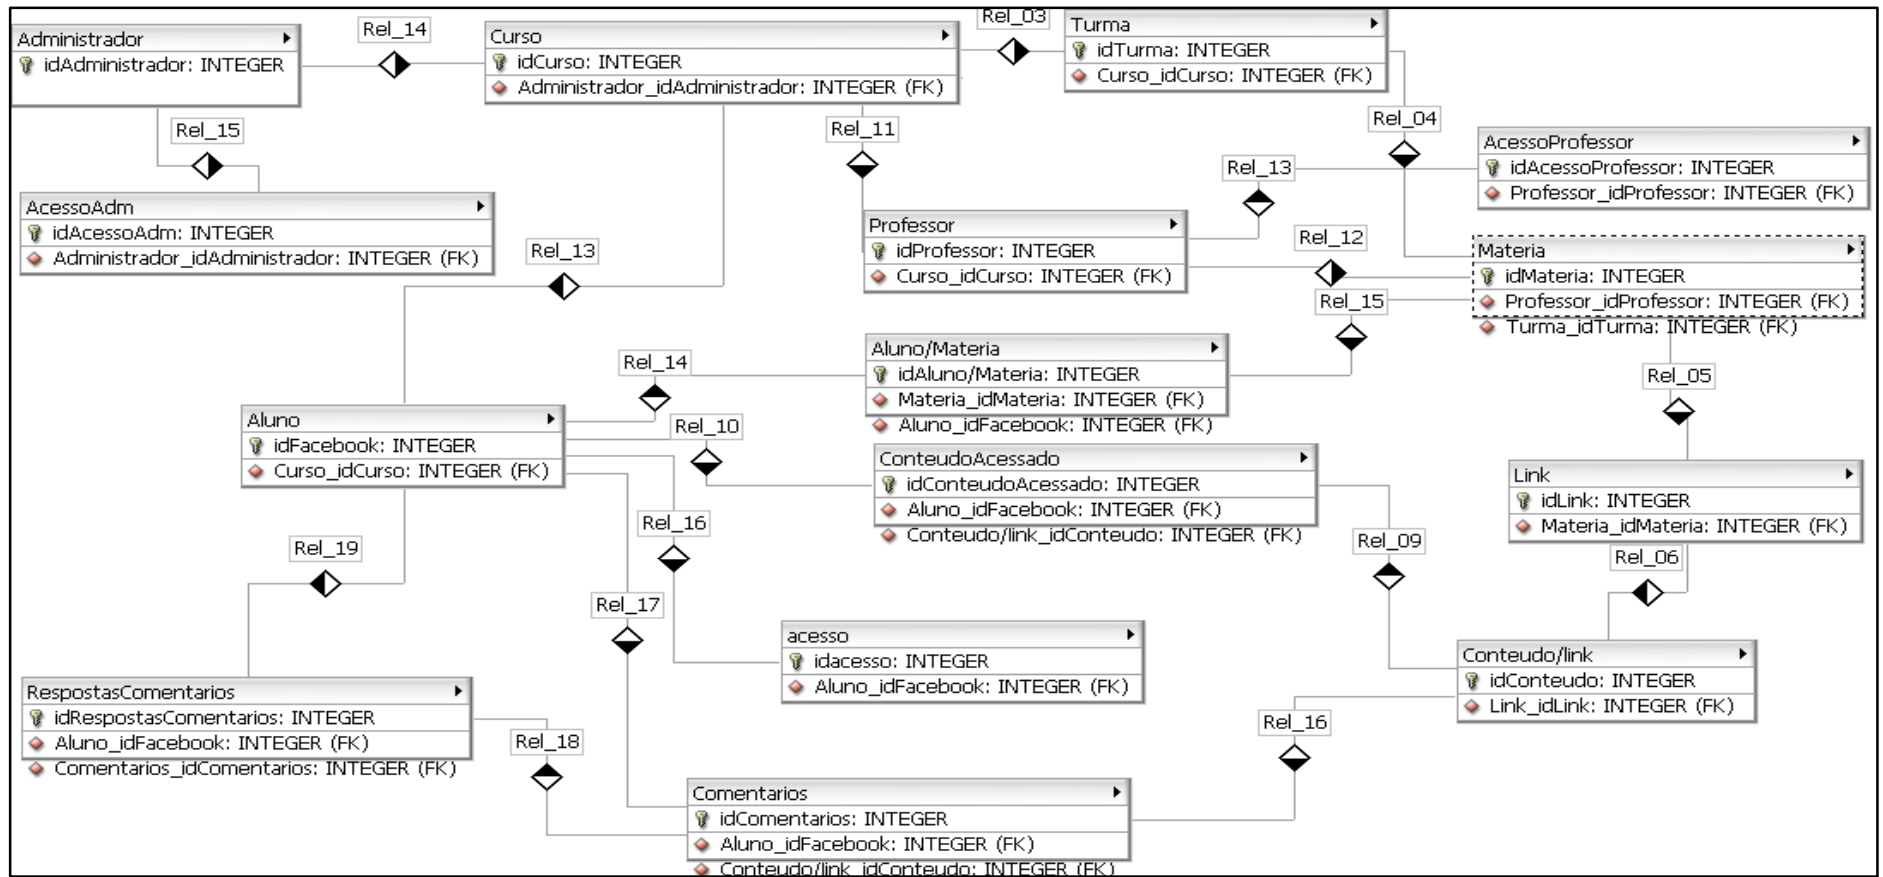 Administrador
idAdministrador: INTEGER
Rel_14
Curso
idCurso: INTEGER
Administrador_idAdministrador: INTEGER (FK)
Rel_03
Turma
idTurma: INTEGER
Curso_idCurso: INTEGER (FK)
Rel_15
Rel_11
Rel_04
AcessoProfessor
idAcessoProfessor: INTEGER
Professor_idProfessor: INTEGER (FK)
Rel_13
AcessoAdm
idAcessoAdm: INTEGER
Administrador_idAdministrador: INTEGER (FK)
Rel_13
Professor
idProfessor: INTEGER
Curso_idCurso: INTEGER (FK)
Rel_12
Materia
idMateria: INTEGER
Professor_idProfessor: INTEGER (FK)
Turma_idTurma: INTEGER (FK)
Rel_15
Rel_14
Aluno/Materia
idAluno/Materia: INTEGER
Materia_idMateria: INTEGER (FK)
Aluno_idFacebook: INTEGER (FK)
Rel_05
Aluno
idFacebook: INTEGER
Curso_idCurso: INTEGER (FK)
Rel_10
ConteudoAcessado
idConteudoAcessado: INTEGER
Aluno_idFacebook: INTEGER (FK)
Conteudo/link_idConteudo: INTEGER (FK)
Link
idLink: INTEGER
Materia_idMateria: INTEGER (FK)
Rel_16
Rel_09
Rel_19
Rel_06
Rel_17
acesso
idacesso: INTEGER
Aluno_idFacebook: INTEGER (FK)
Conteudo/link
idConteudo: INTEGER
Link_idLink: INTEGER (FK)
RespostasComentarios
idRespostasComentarios: INTEGER
Aluno_idFacebook: INTEGER (FK)
Comentarios_idComentarios: INTEGER (FK)
Rel_18
Rel_16
Comentarios
idComentarios: INTEGER
Aluno_idFacebook: INTEGER (FK)
Conteudo/link_idConteudo: INTEGER (FK)